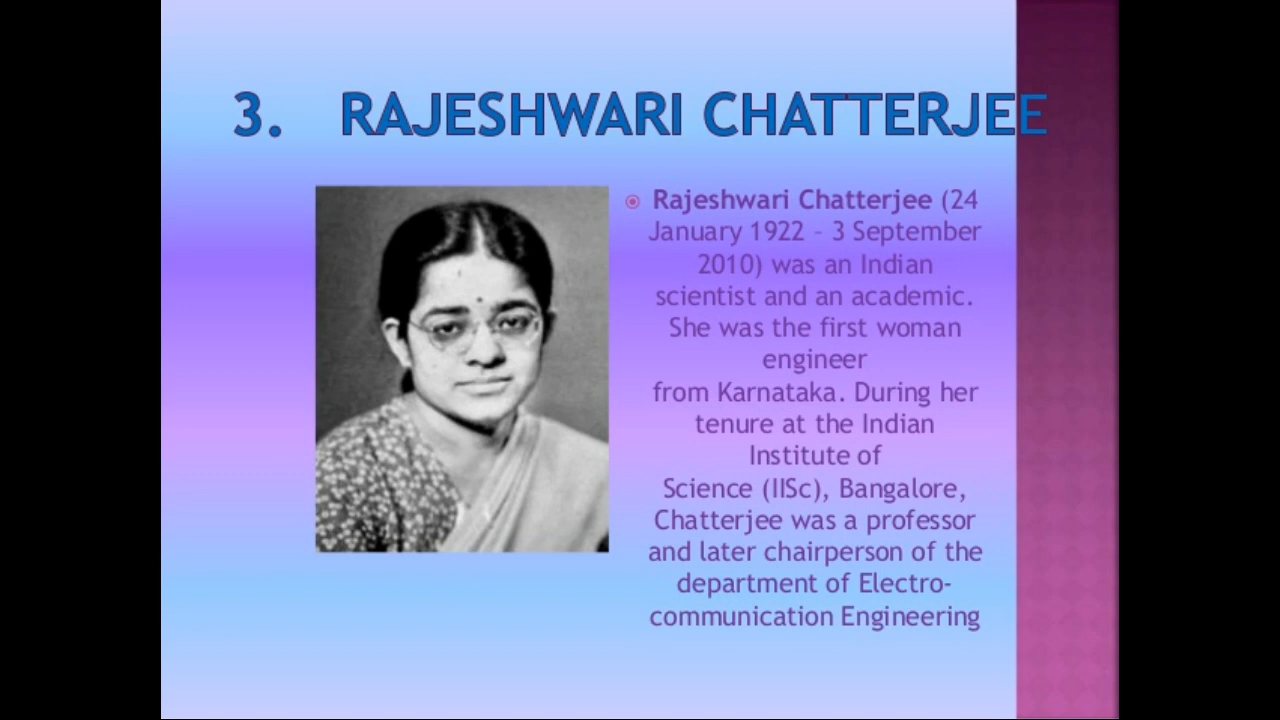 3. RAJESHWARI CHATTERJEE
Rajeshwari Chatterjee (24
January 1922 – 3 September
2010) was an Indian
scientist and an academic.
She was the first woman
engineer
from Karnataka. During her
tenure at the Indian
Institute of
Science (IISc), Bangalore,
Chatterjee was a professor
and later chairperson of the
department of Electro-
communication Engineering